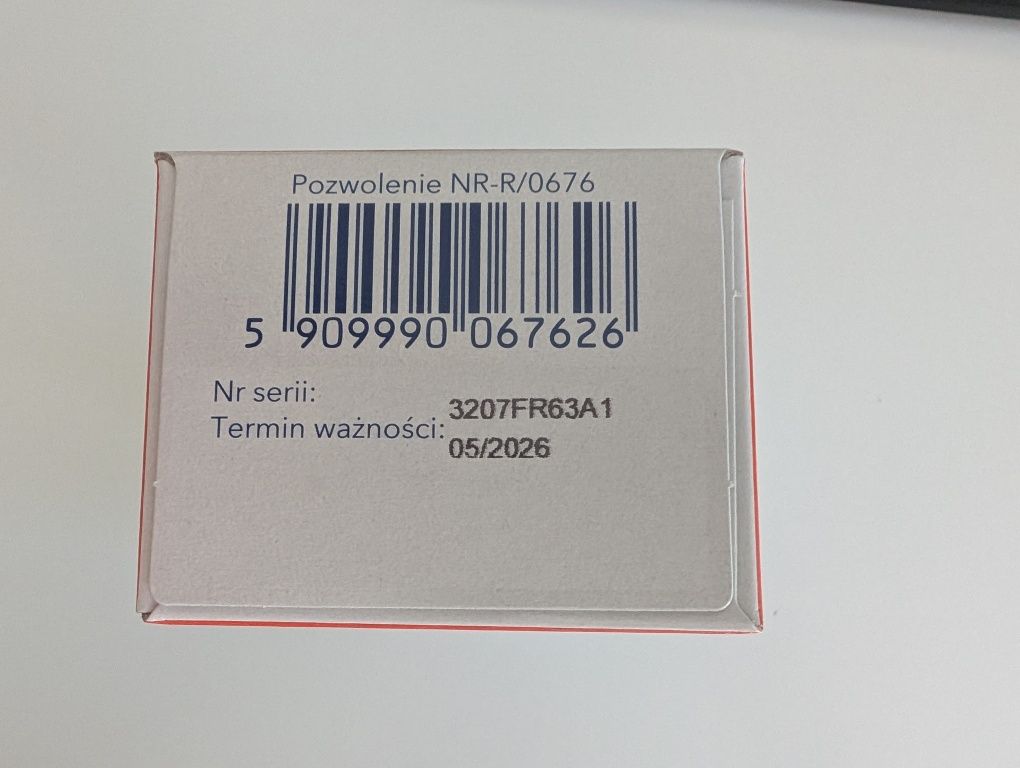 Pozwolenie NR-R/0676
5 909990 067626
Nr serii: 3207FR63A1
Termin ważności: 05/2026